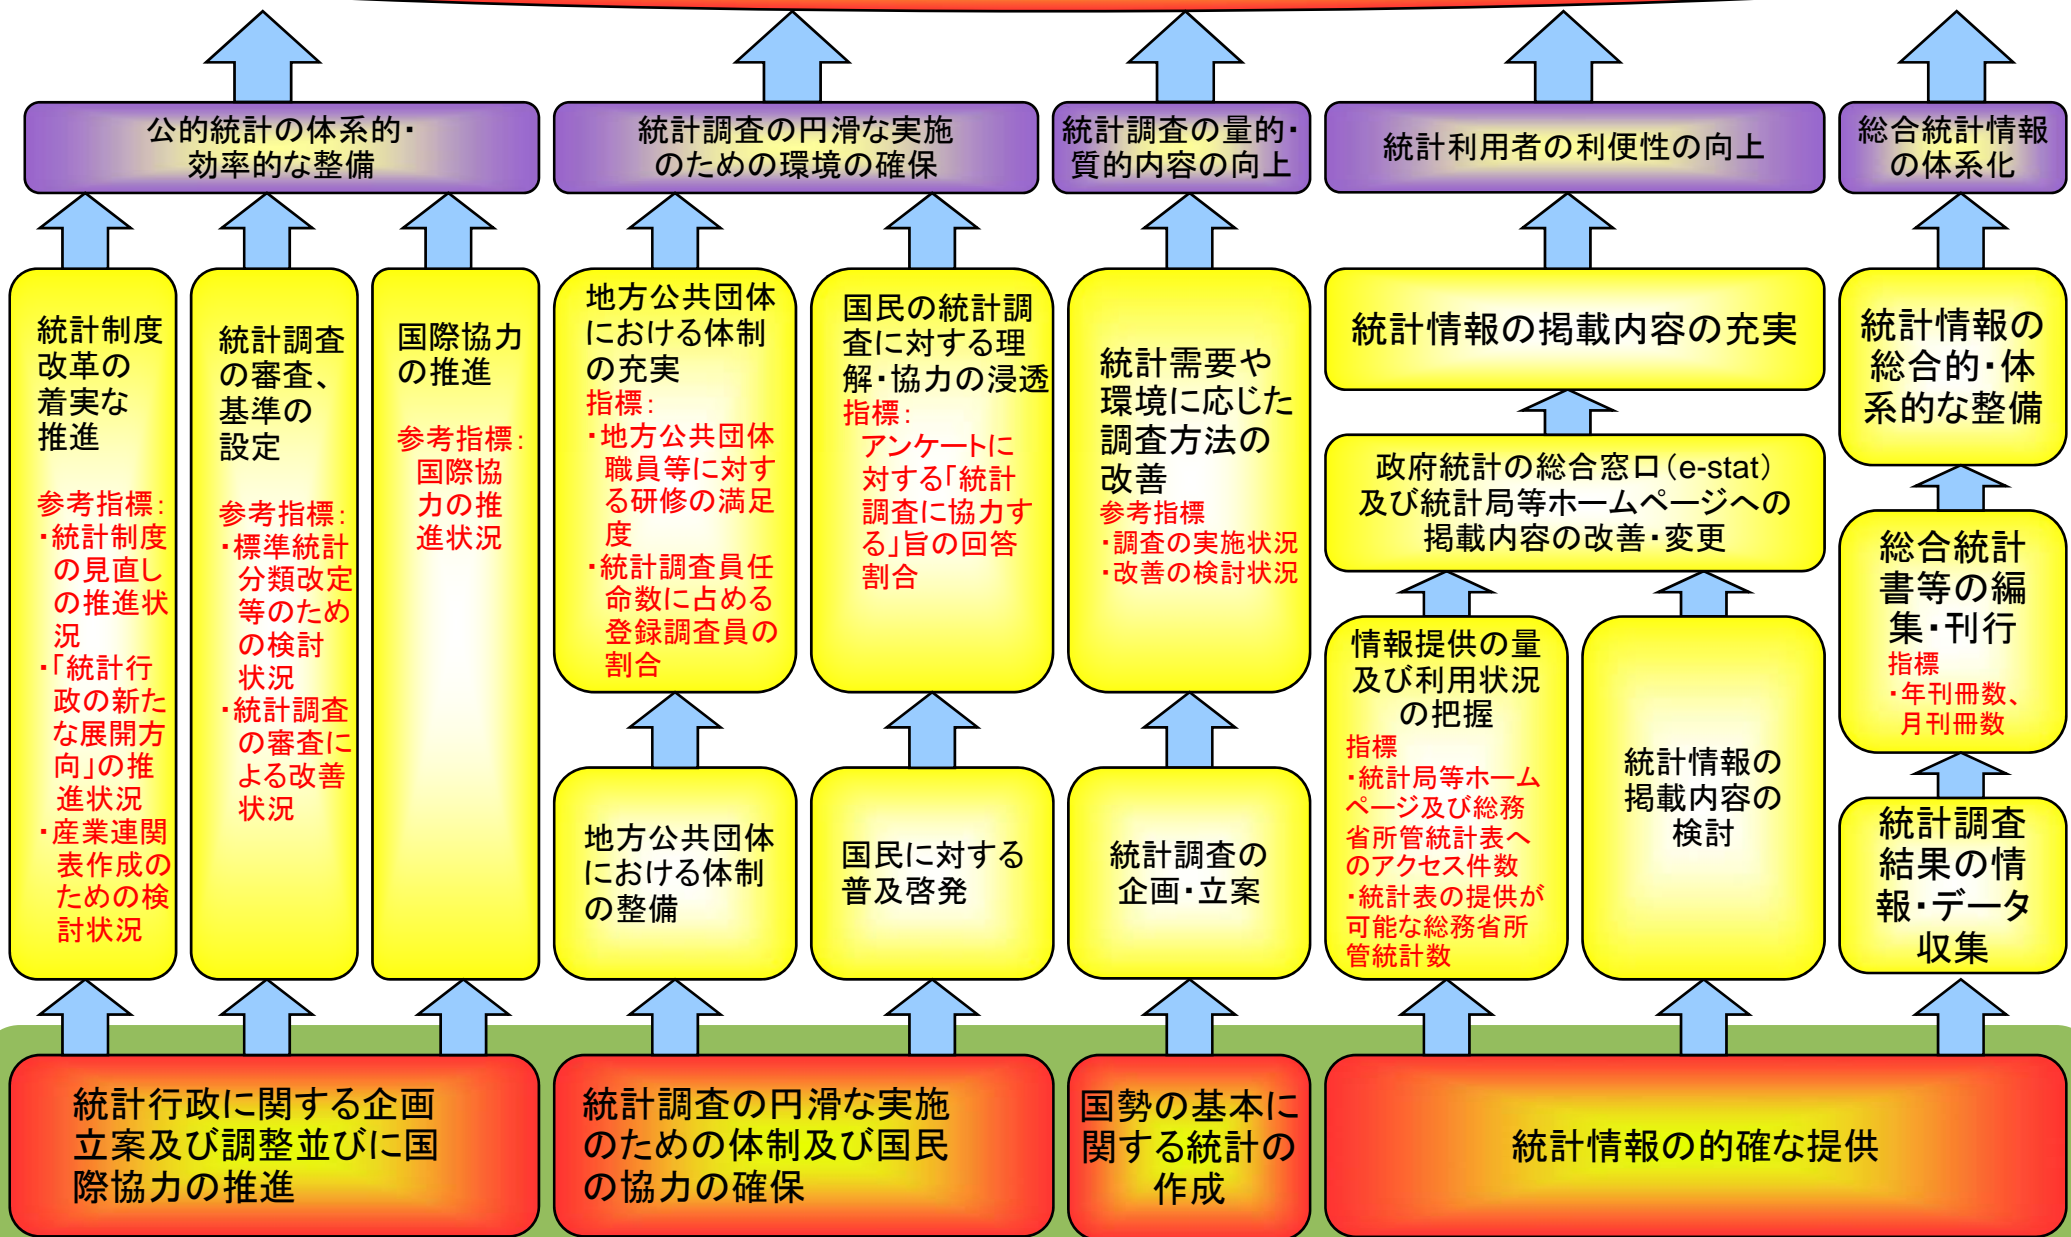 公的統計の体系的・
効率的な整備
統計調査の円滑な実施
のための環境の確保
統計調査の量的・
質的内容の向上
統計利用者の利便性の向上
総合統計情報
の体系化
統計制度
改革の
着実な
推進
参考指標:
・統計制度
の見直し
の推進状
況
・「統計行
政の新た
な展開方
向」の推
進状況
・産業連関
表作成の
ための検
討状況
統計調査
の審査、
基準の
設定
参考指標:
・標準統計
分類改定
等のため
の検討
状況
・統計調査
の審査に
よる改善
状況
国際協力
の推進
参考指標:
国際協
力の推
進状況
地方公共団体
における体制
の充実
指標:
・地方公共団体
職員等に対す
る研修の満足
度
・統計調査員任
命数に占める
登録調査員の
割合
地方公共団体
における体制
の整備
国民の統計調
査に対する理
解・協力の浸透
指標:
アンケートに
対する「統計
調査に協力す
る」旨の回答
割合
国民に対する
普及啓発
統計需要や
環境に応じた
調査方法の
改善
参考指標
・調査の実施状況
・改善の検討状況
統計調査の
企画・立案
統計情報の掲載内容の充実
政府統計の総合窓口(e-stat)
及び統計局等ホームページへの
掲載内容の改善・変更
情報提供の量
及び利用状況
の把握
指標
・統計局等ホーム
ページ及び総務
省所管統計表へ
のアクセス件数
・統計表の提供が
可能な総務省所
管統計数
統計情報の
掲載内容の
検討
統計情報の
総合的・体
系的な整備
総合統計
書等の編
集・刊行
指標
・年刊冊数、
月刊冊数
統計調査
結果の情
報・データ
収集
統計行政に関する企画
立案及び調整並びに国
際協力の推進
統計調査の円滑な実施
のための体制及び国民
の協力の確保
国勢の基本に
関する統計の
作成
統計情報の的確な提供